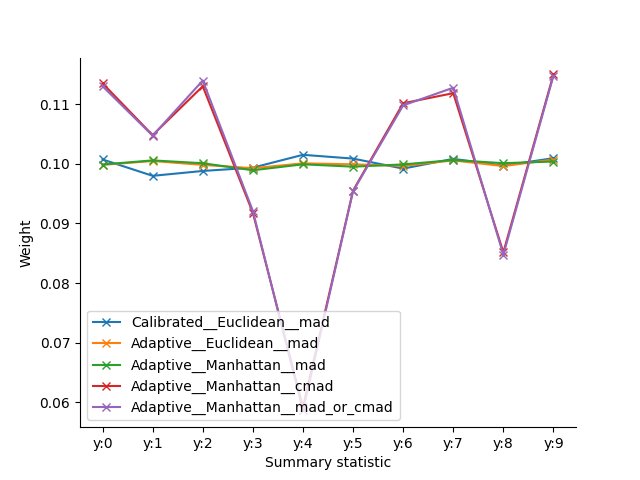 0.11
0.10
0.09
0.08
0.07
0.06
Weight
Calibrated__Euclidean__mad
Adaptive__Euclidean__mad
Adaptive__Manhattan__mad
Adaptive__Manhattan__cmad
Adaptive__Manhattan__mad_or_cmad
y:0 y:1 y:2 y:3 y:4 y:5 y:6 y:7 y:8 y:9
Summary statistic